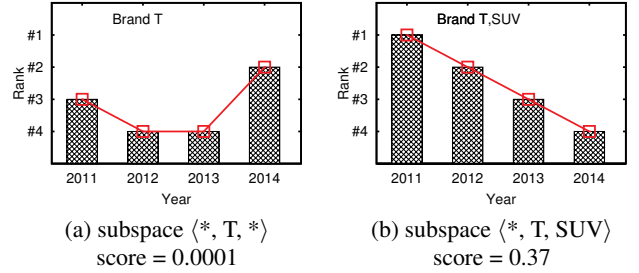 Brand T
#1
#2
#3
#4
Rank
2011 2012 2013 2014
Year
(a) subspace ⟨*, T, *⟩
score = 0.0001
Brand T,SUV
#1
#2
#3
#4
Rank
2011 2012 2013 2014
Year
(b) subspace ⟨*, T, SUV⟩
score = 0.37